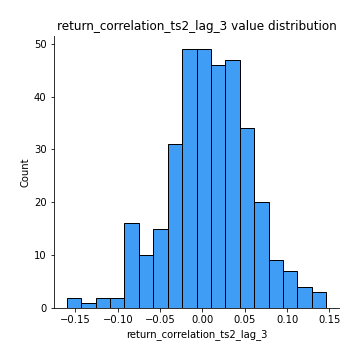 return_correlation_ts2_lag_3 value distribution
50
40
30
20
10
0
Count
−0.15 −0.10 −0.05 0.00 0.05 0.10 0.15
return_correlation_ts2_lag_3